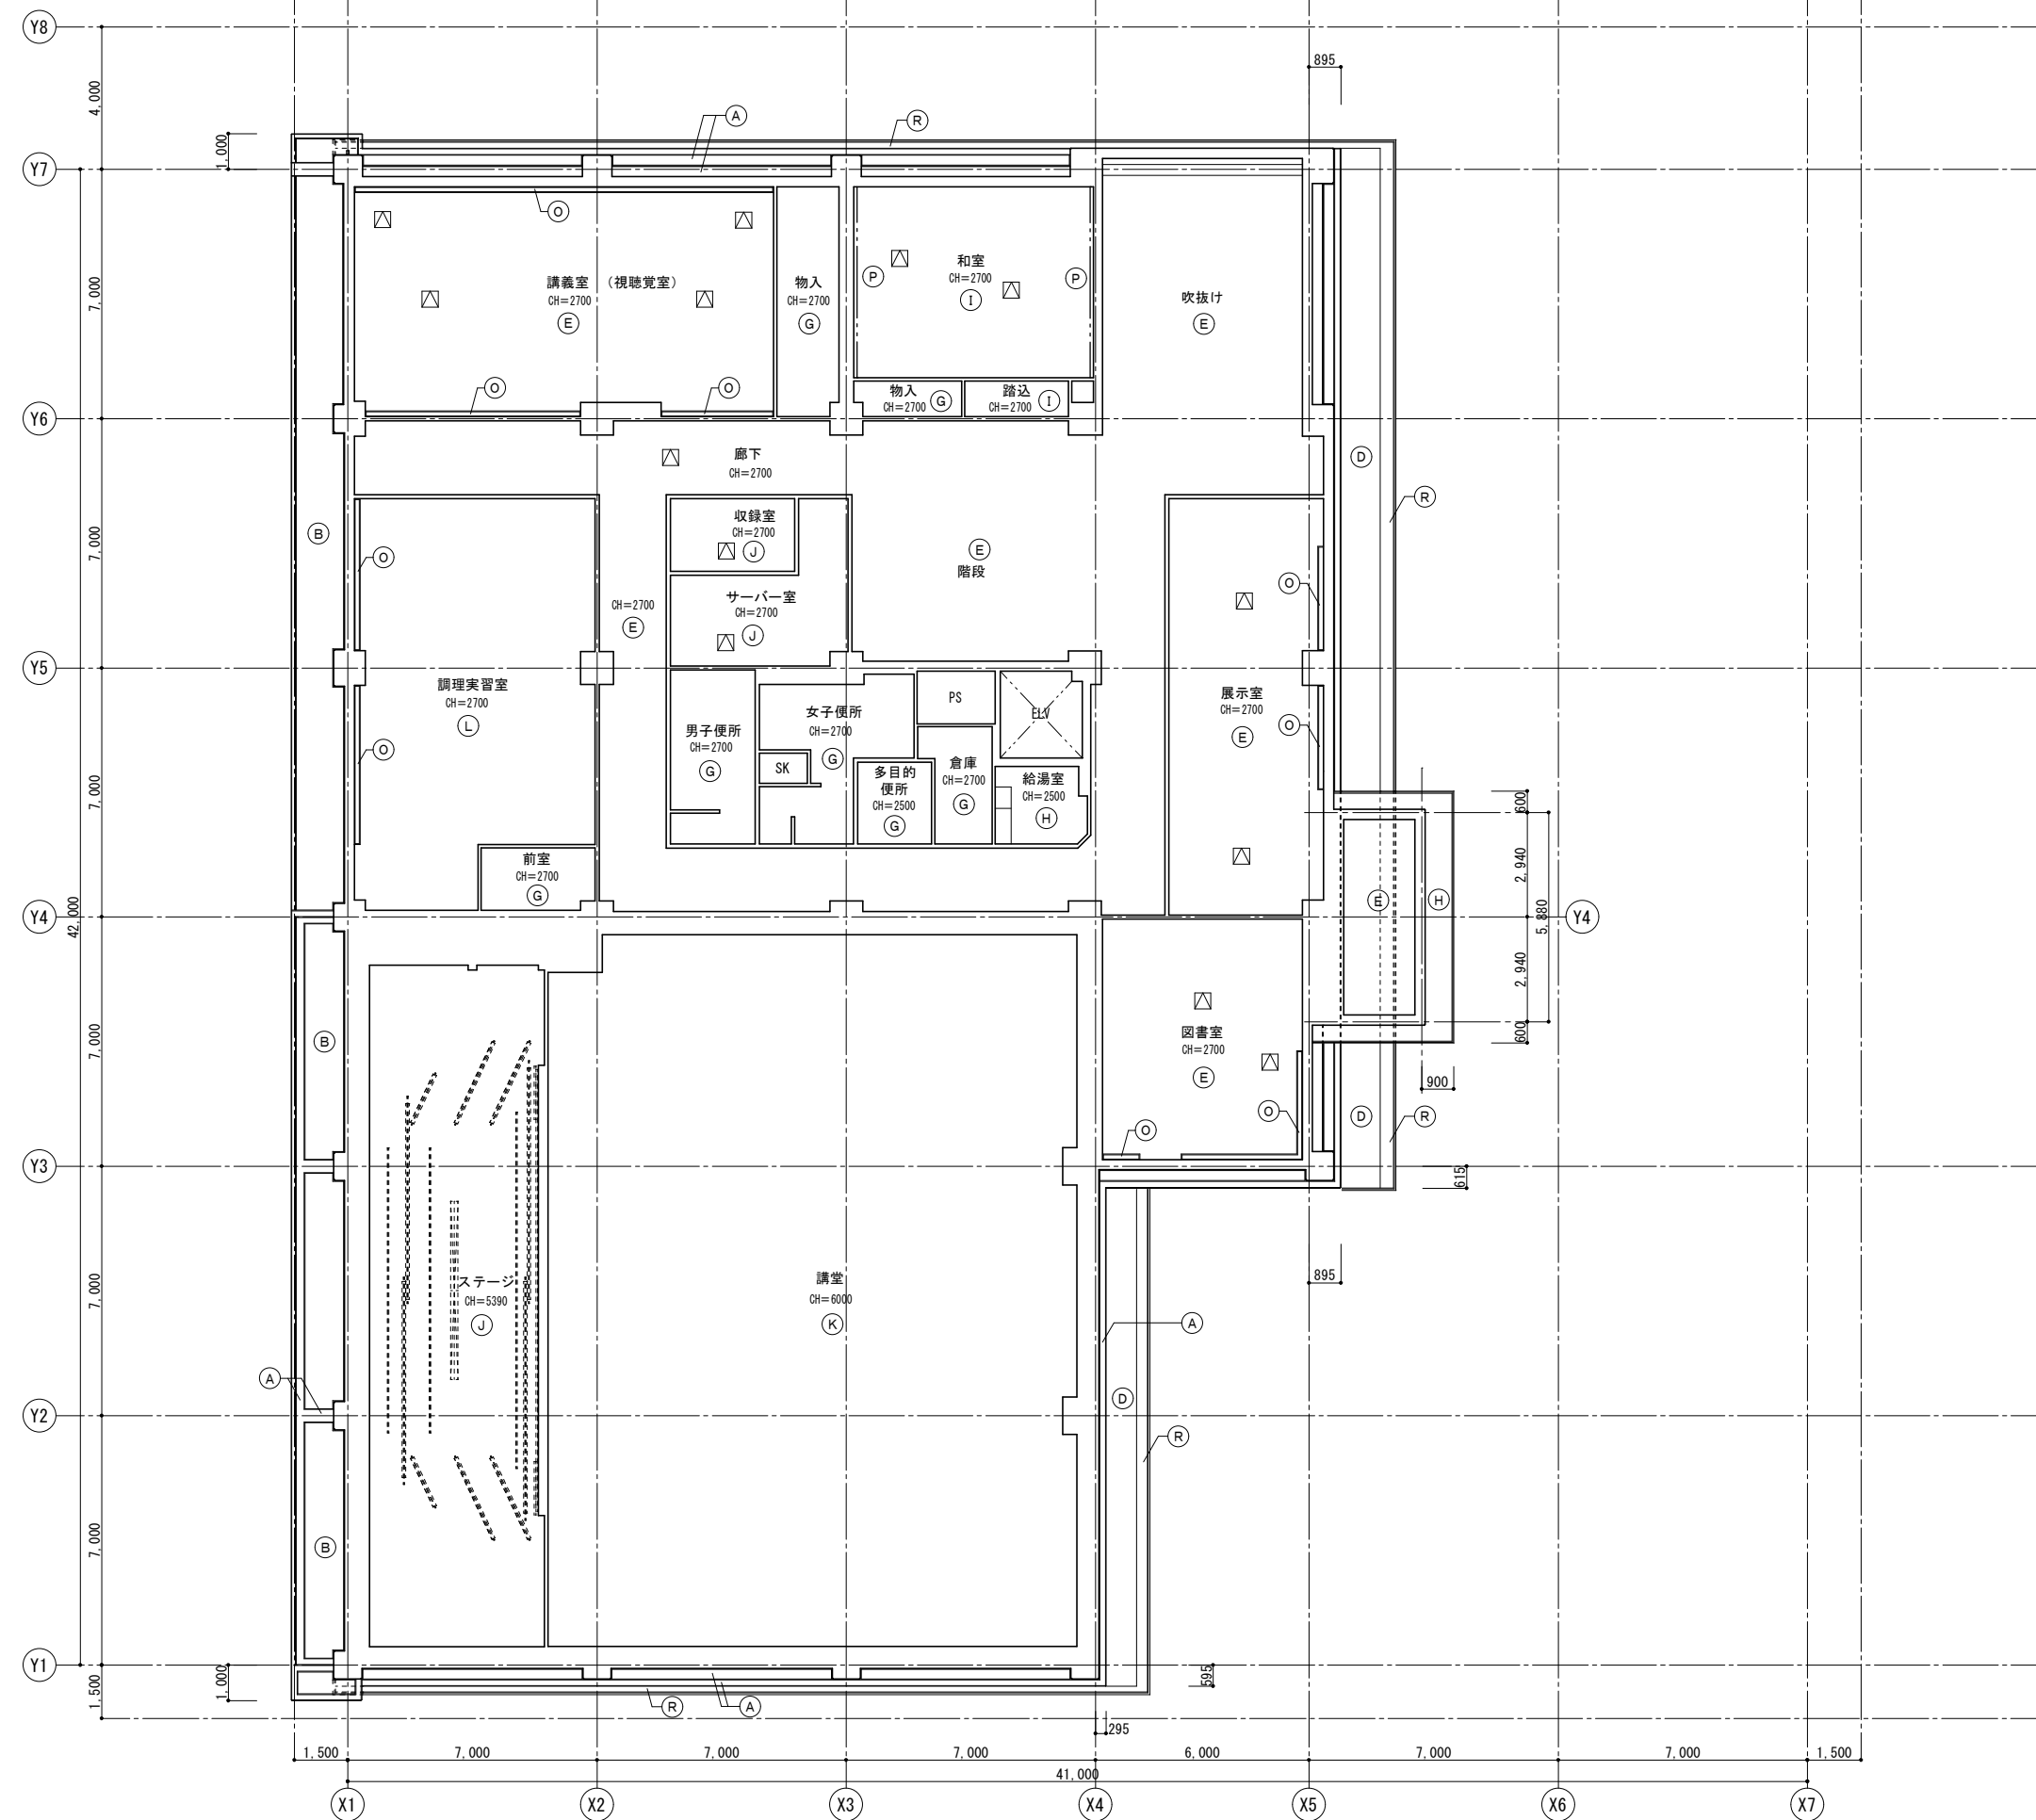 Y8
895
4,000
A
R
1,000
Y7
O
講義室 （視聴覚室）
CH=2700
E
物入
CH=2700
G
P
和室
CH=2700
I
P
吹抜け
E
7,000
O
O
物入
CH=2700 G
踏込
CH=2700 I
Y6
廊下
CH=2700
D
R
収録室
CH=2700
J
B
7,000
O
E
階段
O
サーバー室
CH=2700
J
CH=2700
E
Y5
調理実習室
CH=2700
L
O
男子便所
CH=2700
G
女子便所
CH=2700
G
SK
PS
ELV
多目的
便所
CH=2500
G
倉庫
CH=2700
G
給湯室
CH=2500
H
展示室
CH=2700
E
O
7,000
600
2,940
前室
CH=2700
G
E
H
42,000
Y4
5,880
Y4
2,940
600
B
7,000
図書室
CH=2700
E
O
O
900
D
R
Y3
615
895
ステージ
CH=5390
J
講堂
CH=6000
K
7,000
A
A
D
Y2
R
B
7,000
Y1
1,500
1,000
595
R
A
295
1,500
7,000
7,000
7,000
6,000
7,000
7,000
1,500
41,000
X1
X2
X3
X4
X5
X6
X7